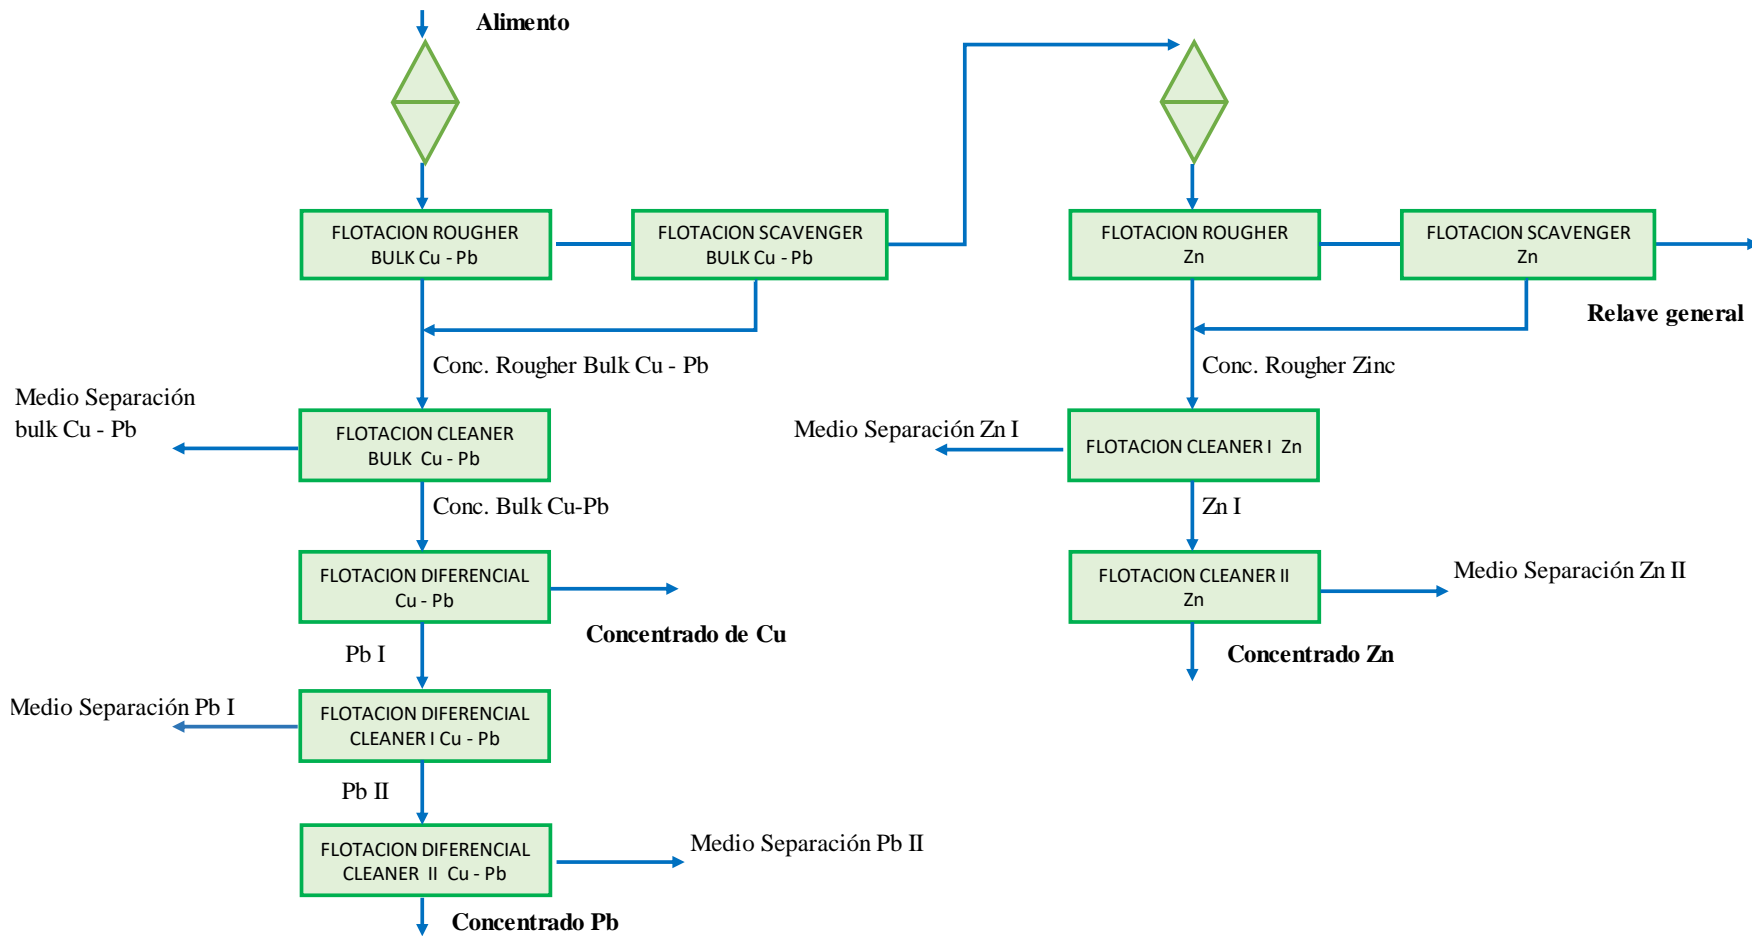 Alimento
FLOTACION ROUGHER
BULK Cu - Pb
FLOTACION SCAVENGER
BULK Cu - Pb
FLOTACION ROUGHER
Zn
FLOTACION SCAVENGER
Zn
Relave general
Conc. Rougher Bulk Cu - Pb
Conc. Rougher Zinc
Medio Separación
bulk Cu - Pb
FLOTACION CLEANER
BULK Cu - Pb
Medio Separación Zn I
FLOTACION CLEANER I Zn
Conc. Bulk Cu-Pb
Zn I
FLOTACION DIFERENCIAL
Cu - Pb
FLOTACION CLEANER II
Zn
Medio Separación Zn II
Concentrado de Cu
Concentrado Zn
Pb I
Medio Separación Pb I
FLOTACION DIFERENCIAL
CLEANER I Cu - Pb
Pb II
FLOTACION DIFERENCIAL
CLEANER II Cu - Pb
Medio Separación Pb II
Concentrado Pb